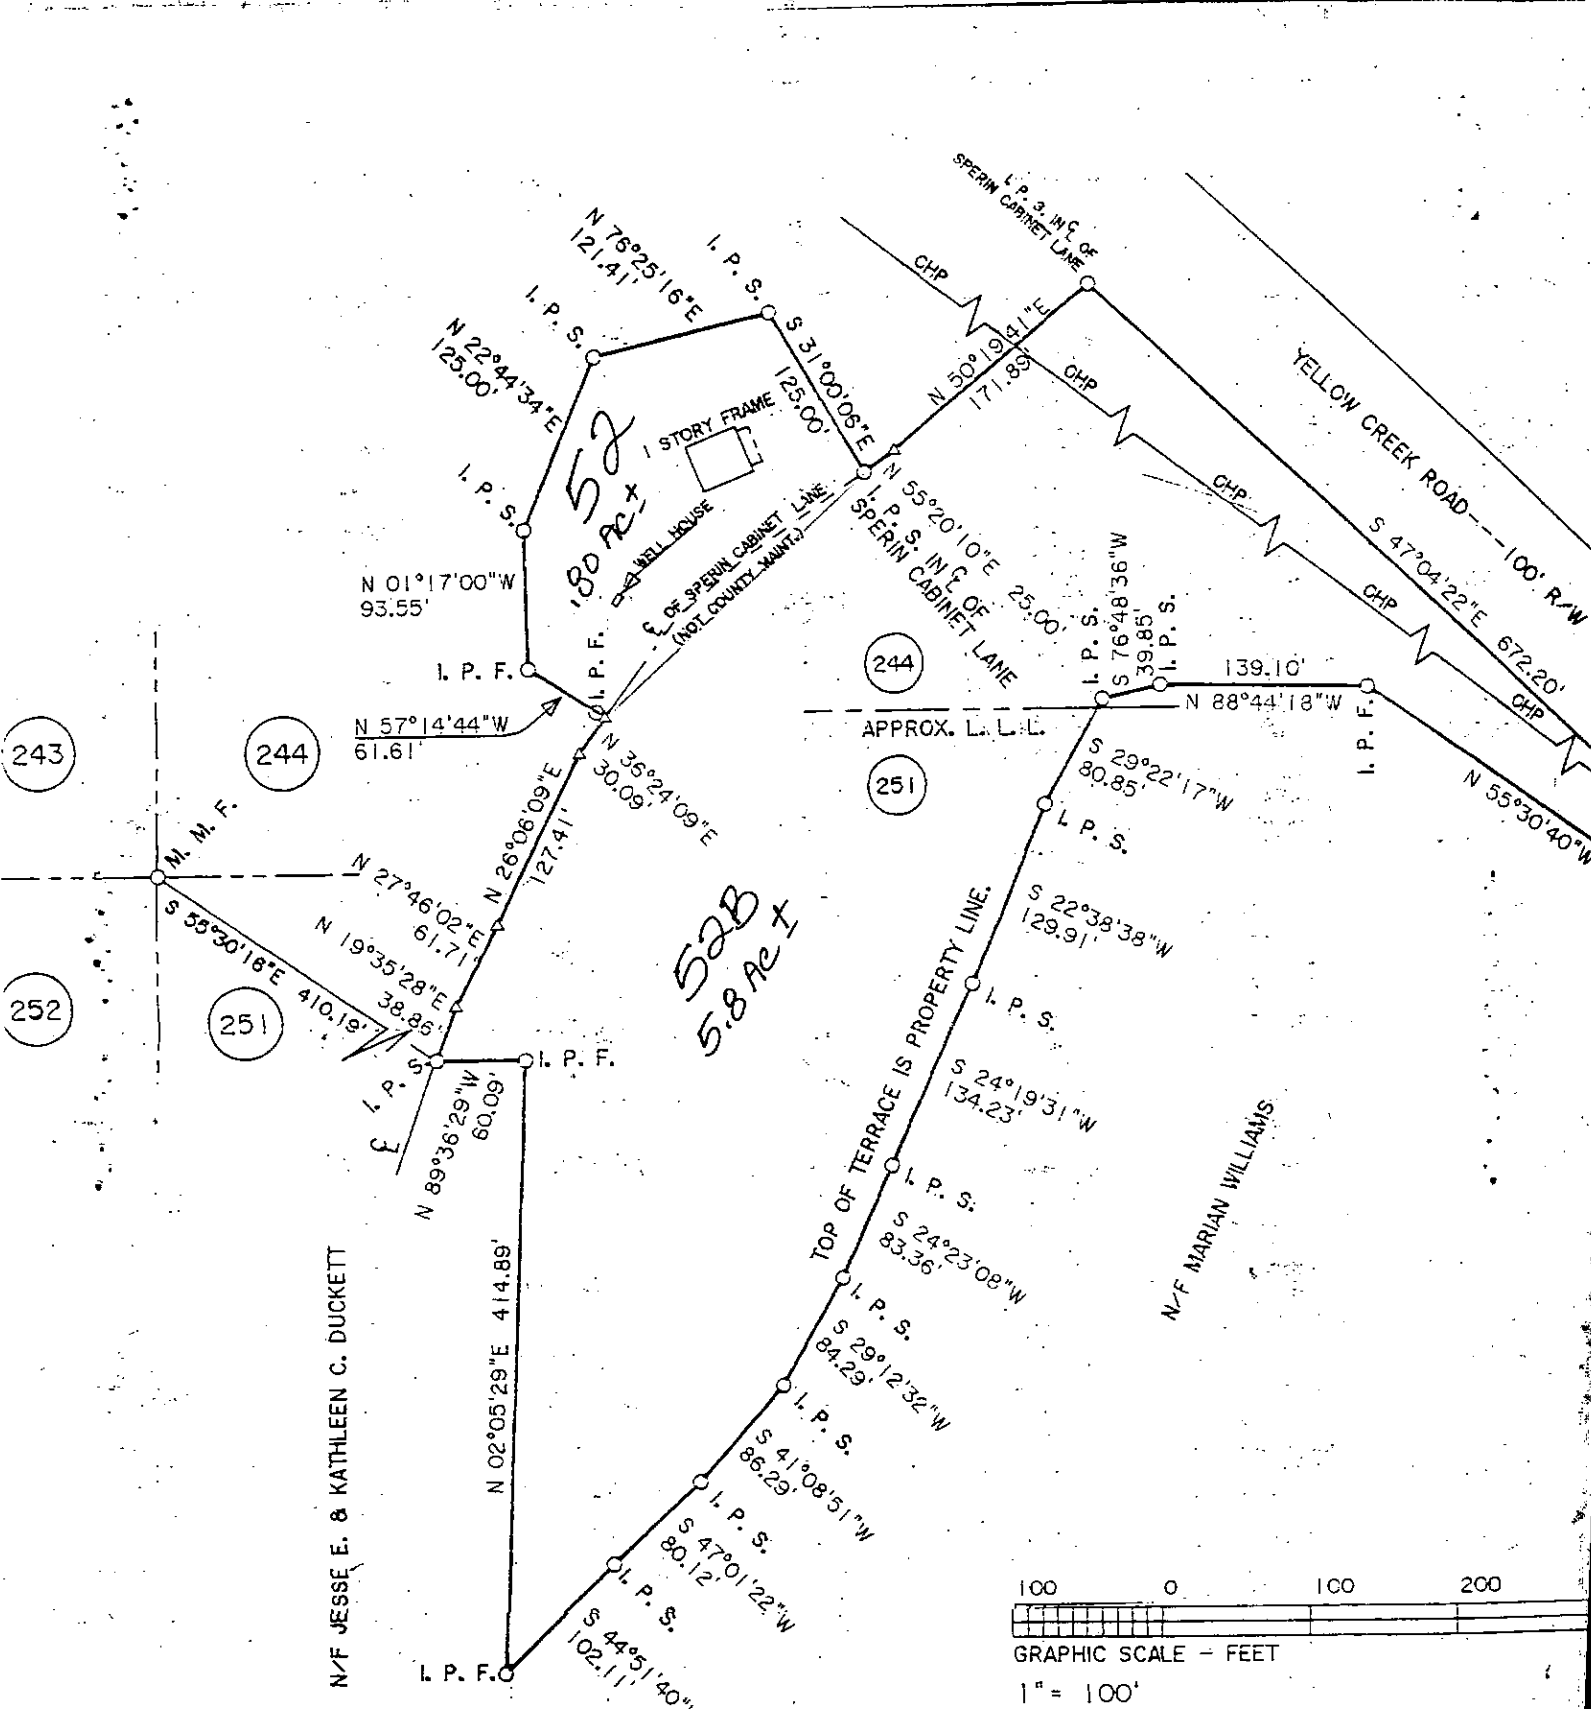 I. P. S. IN ℄ OF
SPERIN CABINET LANE
N 76°25'16"E
121.41'
I. P. S.
CHP
I. P. S.
S 31°00'06"E
125.00'
N 50°19'41"E
171.89'
N 22°44'34"E
125.00'
CHP
YELLOW CREEK ROAD --- 100' R/W
1 STORY FRAME
52
.80 AC±
I. P. S.
WELL HOUSE
℄ OF SPERIN CABINET LANE
(NOT COUNTY MAINT.)
N 55°20'10"E 25.00'
I. P. S. IN ℄ OF
SPERIN CABINET LANE
CHP
S 47°04'22"E 672.20'
N 01°17'00"W
93.55'
CHP
I. P. F.
I. P. F.
244
I. P. S.
S 76°48'36"W
39.85'
I. P. S.
139.10'
N 88°44'18"W
I. P. F.
CHP
APPROX. L. L. L.
251
N 57°14'44"W
61.61'
243
244
N 36°24'09"E
30.09'
S 29°22'17"W
80.85'
N 55°30'40"W
M. M. F.
N 26°06'09"E
127.41'
I. P. S.
N 27°46'02"E
61.71'
N 19°35'28"E
38.86'
S 55°30'16"E 410.19'
52B
5.8 AC ±
S 22°38'38"W
129.91'
252
251
I. P. S.
TOP OF TERRACE IS PROPERTY LINE.
I. P. F.
I. P. S.
℄
N 89°36'29"W
60.09'
S 24°19'31"W
134.23'
I. P. S.
N/F MARIAN WILLIAMS
S 24°23'08"W
83.36'
N/F JESSE E. & KATHLEEN C. DUCKETT
N 02°05'29"E 414.89'
I. P. S.
S 29°12'32"W
84.29'
I. P. S.
S 41°08'51"W
86.29'
I. P. S.
S 47°01'22"W
80.12'
I. P. S.
S 44°51'40"
102.11'
I. P. F.
100 0 100 200
GRAPHIC SCALE - FEET
1" = 100'